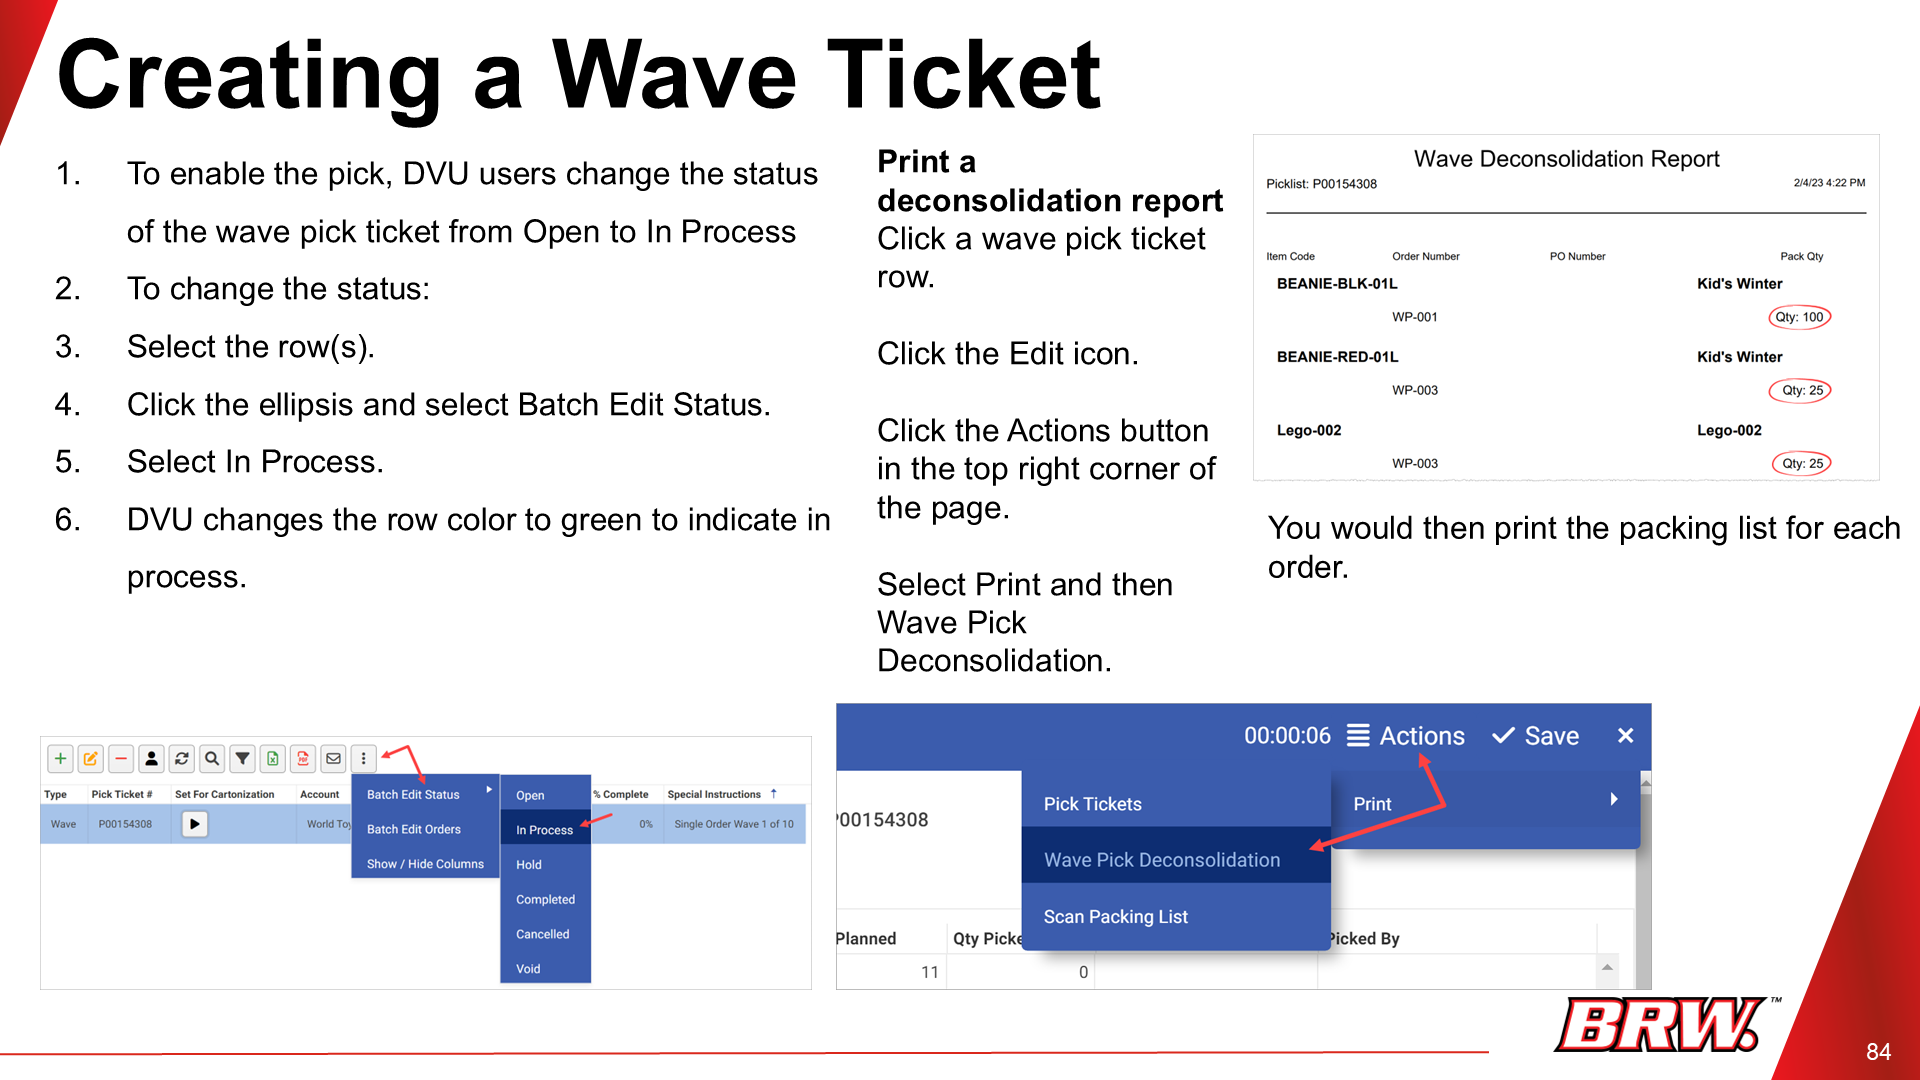 Creating a Wave Ticket
1. To enable the pick, DVU users change the status
of the wave pick ticket from Open to In Process
2. To change the status:
3. Select the row(s).
4. Click the ellipsis and select Batch Edit Status.
5. Select In Process.
6. DVU changes the row color to green to indicate in
process.
Print a
deconsolidation report
Click a wave pick ticket
row.
Click the Edit icon.
Click the Actions button
in the top right corner of
the page.
Select Print and then
Wave Pick
Deconsolidation.
Wave Deconsolidation Report
Picklist: P00154308 2/4/23 4:22 PM
Item Code Order Number PO Number Pack Qty
BEANIE-BLK-01L Kid's Winter
WP-001 Qty: 100
BEANIE-RED-01L Kid's Winter
WP-003 Qty: 25
Lego-002 Lego-002
WP-003 Qty: 25
You would then print the packing list for each
order.
Type Pick Ticket # Set For Cartonization Account % Complete Special Instructions
Wave P00154308 World Toy 0% Single Order Wave 1 of 10
Batch Edit Status
Batch Edit Orders
Show / Hide Columns
Open
In Process
Hold
Completed
Cancelled
Void
00:00:06 Actions Save
P00154308
Pick Tickets
Wave Pick Deconsolidation
Scan Packing List
Print
Planned Qty Picke Picked By
11 0
BRW.™
84